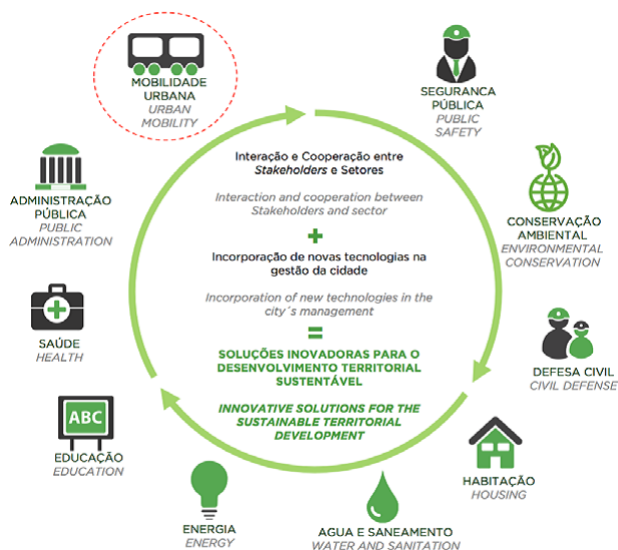 MOBILIDADE
URBANA
URBAN
MOBILITY
SEGURANCA
PÚBLICA
PUBLIC
SAFETY
CONSERVAÇÃO
AMBIENTAL
ENVIRONMENTAL
CONSERVATION
DEFESA CIVIL
CIVIL DEFENSE
HABITAÇÃO
HOUSING
AGUA E SANEAMENTO
WATER AND SANITATION
ENERGIA
ENERGY
ABC
EDUCAÇÃO
EDUCATION
SAÚDE
HEALTH
ADMINISTRAÇÃO
PÚBLICA
PUBLIC
ADMINISTRATION
Interação e Cooperação entre
Stakeholders e Setores
Interaction and cooperation between
Stakeholders and sector
+
Incorporação de novas tecnologias na
gestão da cidade
Incorporation of new technologies in the
city´s management
=
SOLUÇÕES INOVADORAS PARA O
DESENVOLVIMENTO TERRITORIAL
SUSTENTÁVEL
INNOVATIVE SOLUTIONS FOR THE
SUSTAINABLE TERRITORIAL
DEVELOPMENT